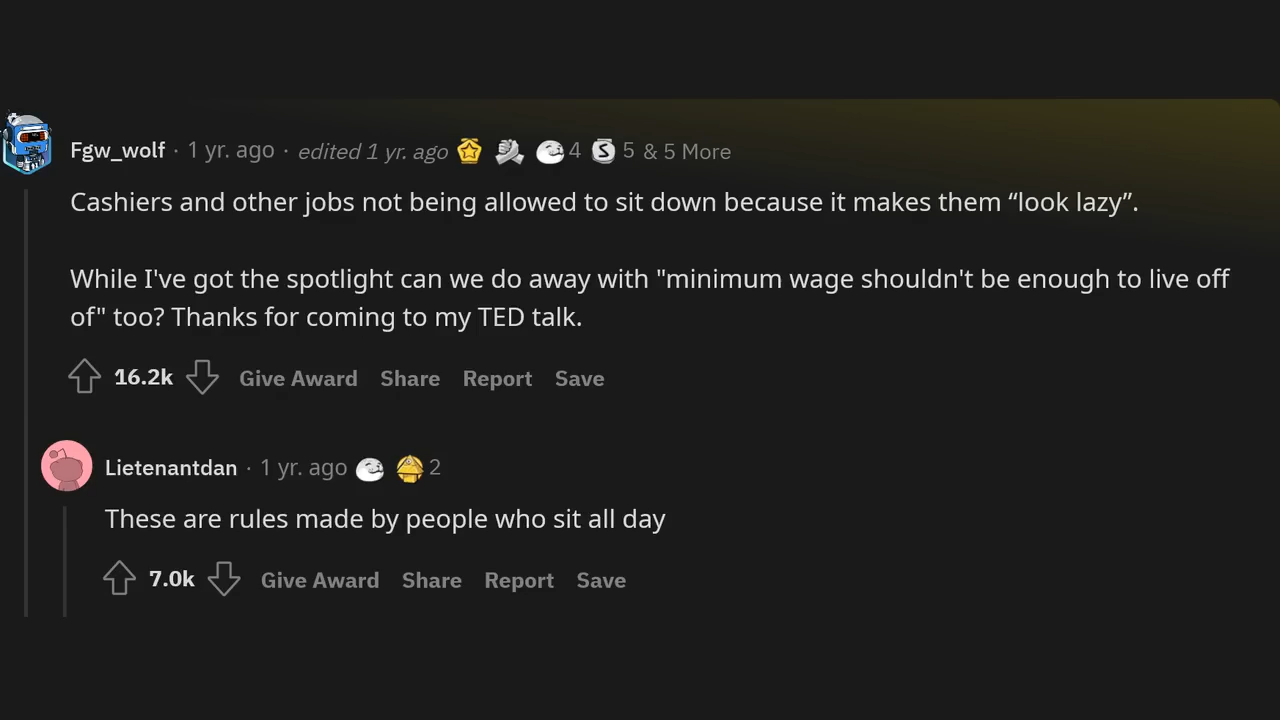 Fgw_wolf · 1 yr. ago · edited 1 yr. ago 4 5 & 5 More
Cashiers and other jobs not being allowed to sit down because it makes them “look lazy”.
While I've got the spotlight can we do away with "minimum wage shouldn't be enough to live off
of" too? Thanks for coming to my TED talk.
16.2k Give Award Share Report Save
Lietenantdan · 1 yr. ago 2
These are rules made by people who sit all day
7.0k Give Award Share Report Save